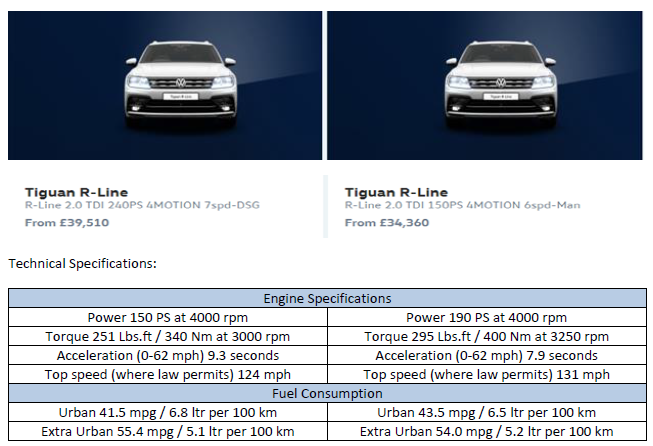 Tiguan R-Line
Tiguan R-Line
Tiguan R-Line
R-Line 2.0 TDI 240PS 4MOTION 7spd-DSG
From £39,510
Tiguan R-Line
R-Line 2.0 TDI 150PS 4MOTION 6spd-Man
From £34,360
Technical Specifications:
Engine Specifications
Power 150 PS at 4000 rpm
Power 190 PS at 4000 rpm
Torque 251 Lbs.ft / 340 Nm at 3000 rpm
Torque 295 Lbs.ft / 400 Nm at 3250 rpm
Acceleration (0-62 mph) 9.3 seconds
Acceleration (0-62 mph) 7.9 seconds
Top speed (where law permits) 124 mph
Top speed (where law permits) 131 mph
Fuel Consumption
Urban 41.5 mpg / 6.8 ltr per 100 km
Urban 43.5 mpg / 6.5 ltr per 100 km
Extra Urban 55.4 mpg / 5.1 ltr per 100 km
Extra Urban 54.0 mpg / 5.2 ltr per 100 km